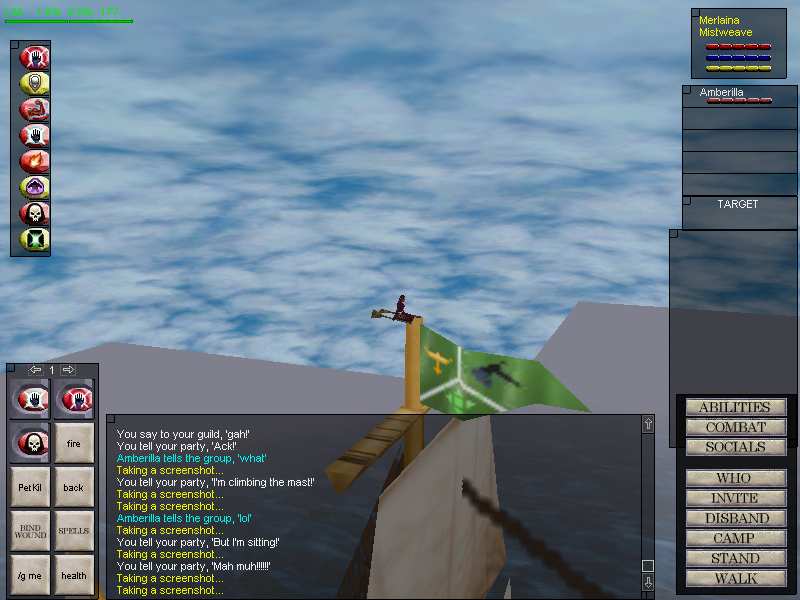 Merlaina
Mistweave
Amberilla
TARGET
1
fire
PetKil
back
BIND
WOUND
SPELLS
/g me
health
You say to your guild, 'gah!'
You tell your party, 'Ack!'
Amberilla tells the group, 'what'
Taking a screenshot...
You tell your party, 'I'm climbing the mast!'
Taking a screenshot...
Taking a screenshot...
Amberilla tells the group, 'lol'
Taking a screenshot...
You tell your party, 'But I'm sitting!'
Taking a screenshot...
You tell your party, 'Mah muh!!!!!!'
Taking a screenshot...
Taking a screenshot...
ABILITIES
COMBAT
SOCIALS
WHO
INVITE
DISBAND
CAMP
STAND
WALK